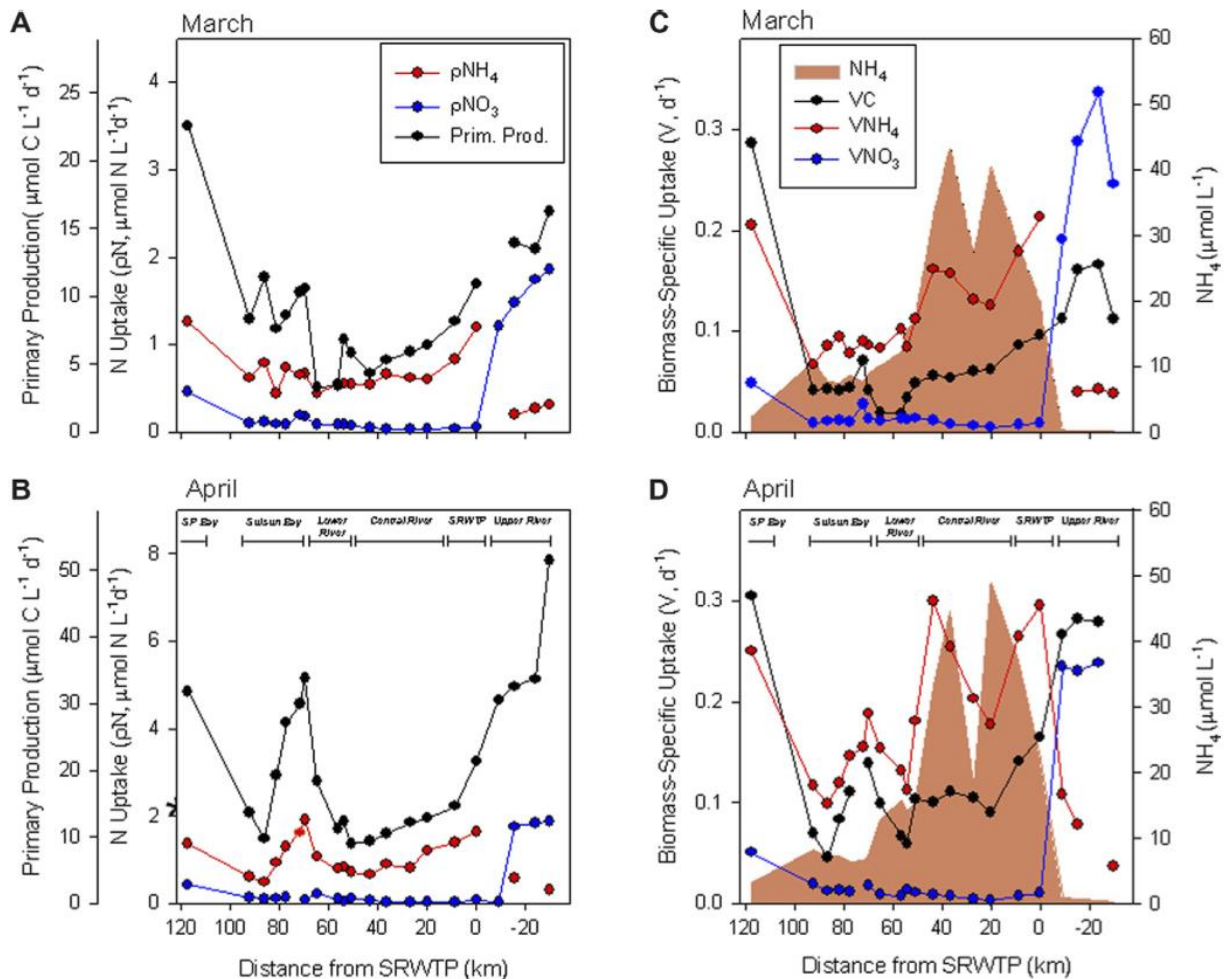 A
March
Primary Production( µmol C L⁻¹ d⁻¹)
N Uptake (ρN, µmol N L⁻¹d⁻¹)
25
20
15
10
5
0
4
3
2
1
0
ρNH₄
ρNO₃
Prim. Prod.
C
March
Biomass-Specific Uptake (V, d⁻¹)
0.3
0.2
0.1
0.0
NH₄
VC
VNH₄
VNO₃
60
50
40
30
20
10
0
NH₄ (µmol L⁻¹)
B
April
SP Bay Suisun Bay Lower River Central River SRWTP Upper River
Primary Production (µmol C L⁻¹ d⁻¹)
N Uptake (ρN, µmol N L⁻¹d⁻¹)
50
40
30
20
10
0
8
6
4
2
0
120 100 80 60 40 20 0 -20
Distance from SRWTP (km)
D
April
SP Bay Suisun Bay Lower River Central River SRWTP Upper River
Biomass-Specific Uptake (V, d⁻¹)
0.3
0.2
0.1
0.0
60
50
40
30
20
10
0
NH₄ (µmol L⁻¹)
120 100 80 60 40 20 0 -20
Distance from SRWTP (km)